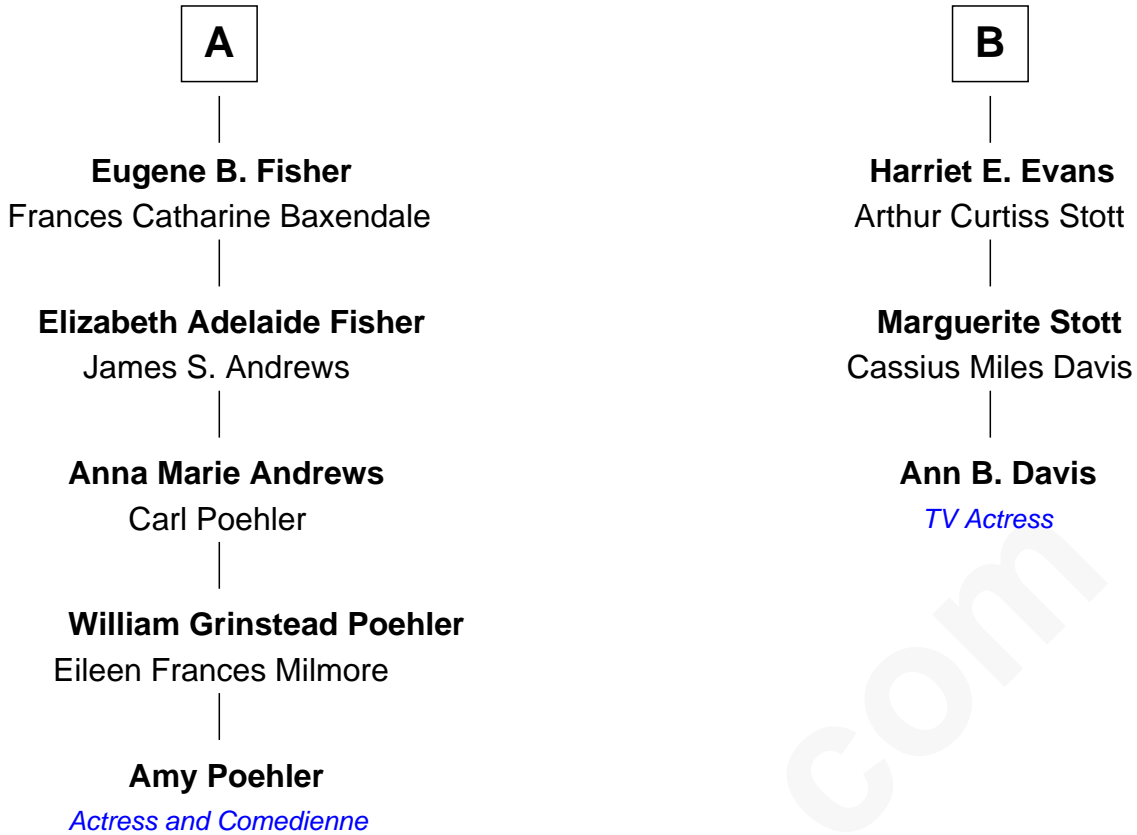 A
Eugene B. Fisher
Frances Catharine Baxendale
Elizabeth Adelaide Fisher
James S. Andrews
Anna Marie Andrews
Carl Poehler
William Grinstead Poehler
Eileen Frances Milmore
Amy Poehler
Actress and Comedienne
B
Harriet E. Evans
Arthur Curtiss Stott
Marguerite Stott
Cassius Miles Davis
Ann B. Davis
TV Actress
com